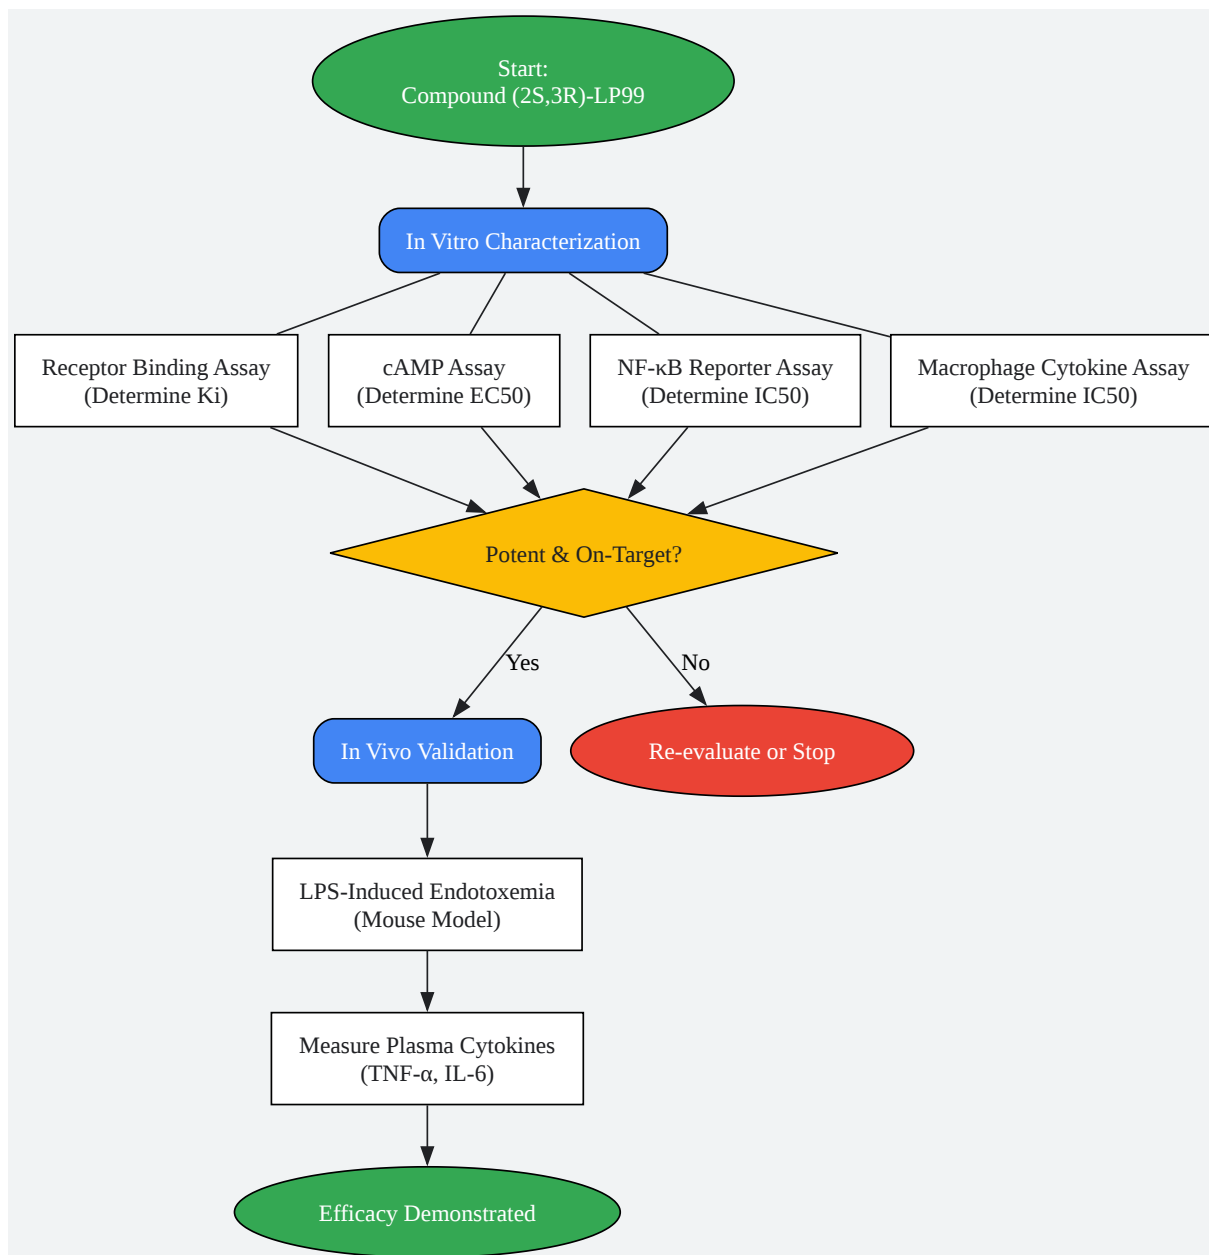 Start:
Compound (2S,3R)-LP99
In Vitro Characterization
Receptor Binding Assay
(Determine Ki)
cAMP Assay
(Determine EC50)
NF-κB Reporter Assay
(Determine IC50)
Macrophage Cytokine Assay
(Determine IC50)
Potent & On-Target?
Yes
No
In Vivo Validation
Re-evaluate or Stop
LPS-Induced Endotoxemia
(Mouse Model)
Measure Plasma Cytokines
(TNF-α, IL-6)
Efficacy Demonstrated